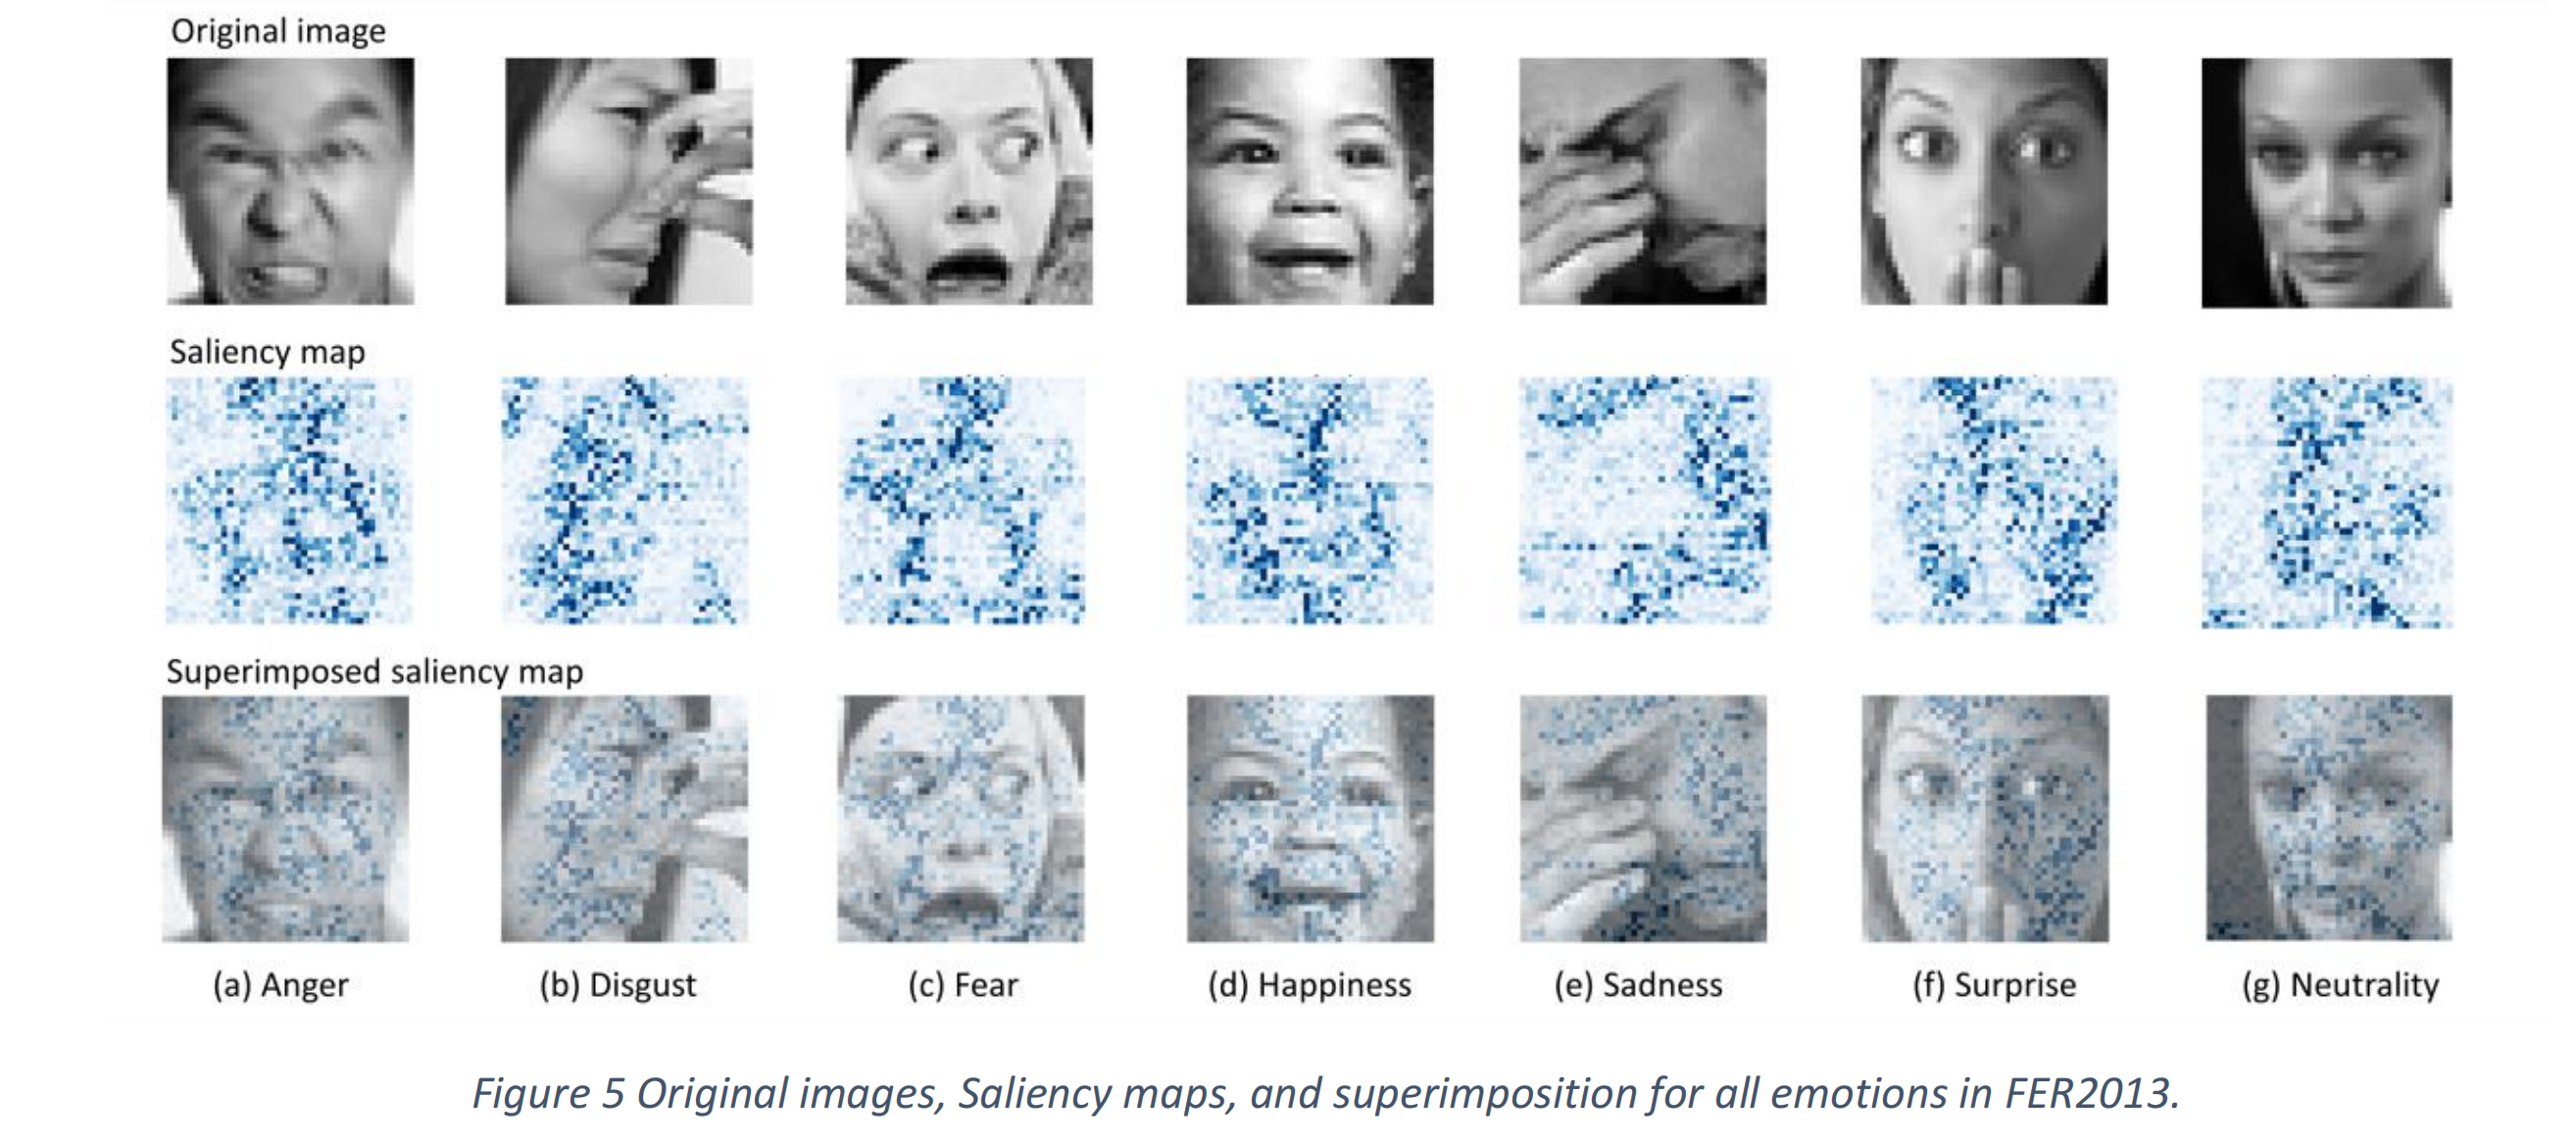 Original image
Saliency map
Superimposed saliency map
(a) Anger (b) Disgust (c) Fear (d) Happiness (e) Sadness (f) Surprise (g) Neutrality
Figure 5 Original images, Saliency maps, and superimposition for all emotions in FER2013.